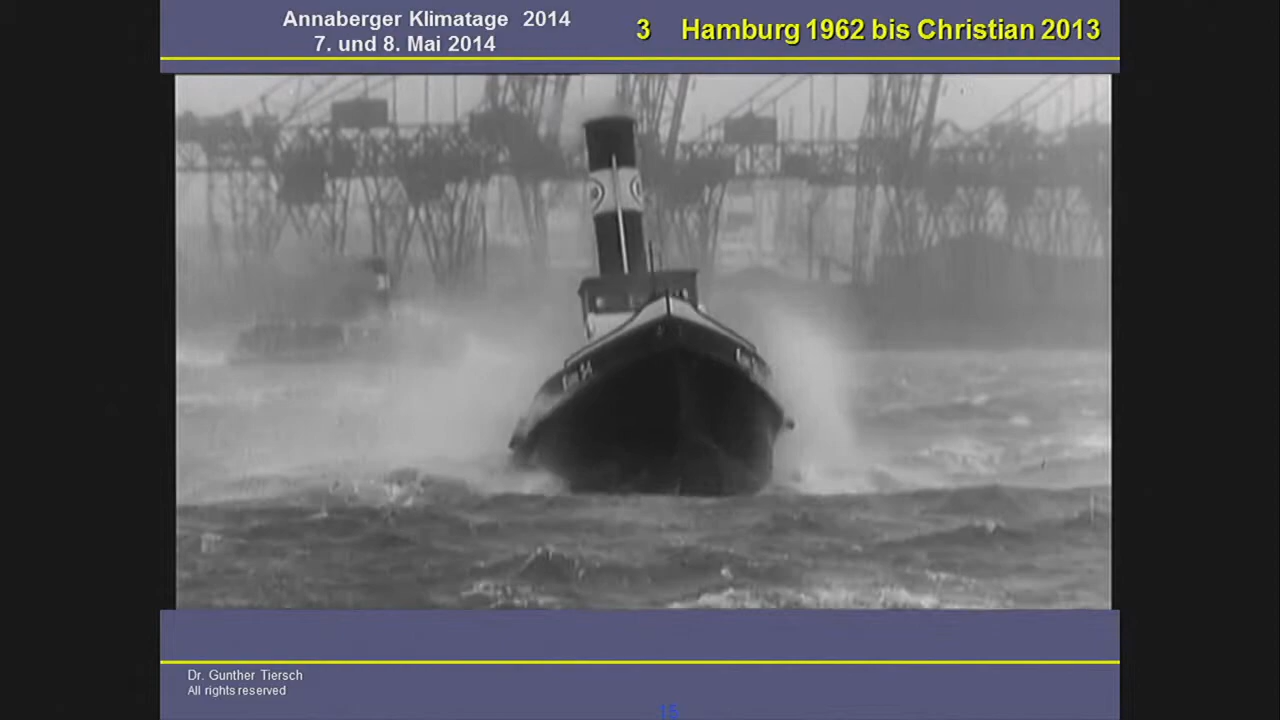 Annaberger Klimatage 2014
7. und 8. Mai 2014
3 Hamburg 1962 bis Christian 2013
Dr. Gunther Tiersch
All rights reserved
15